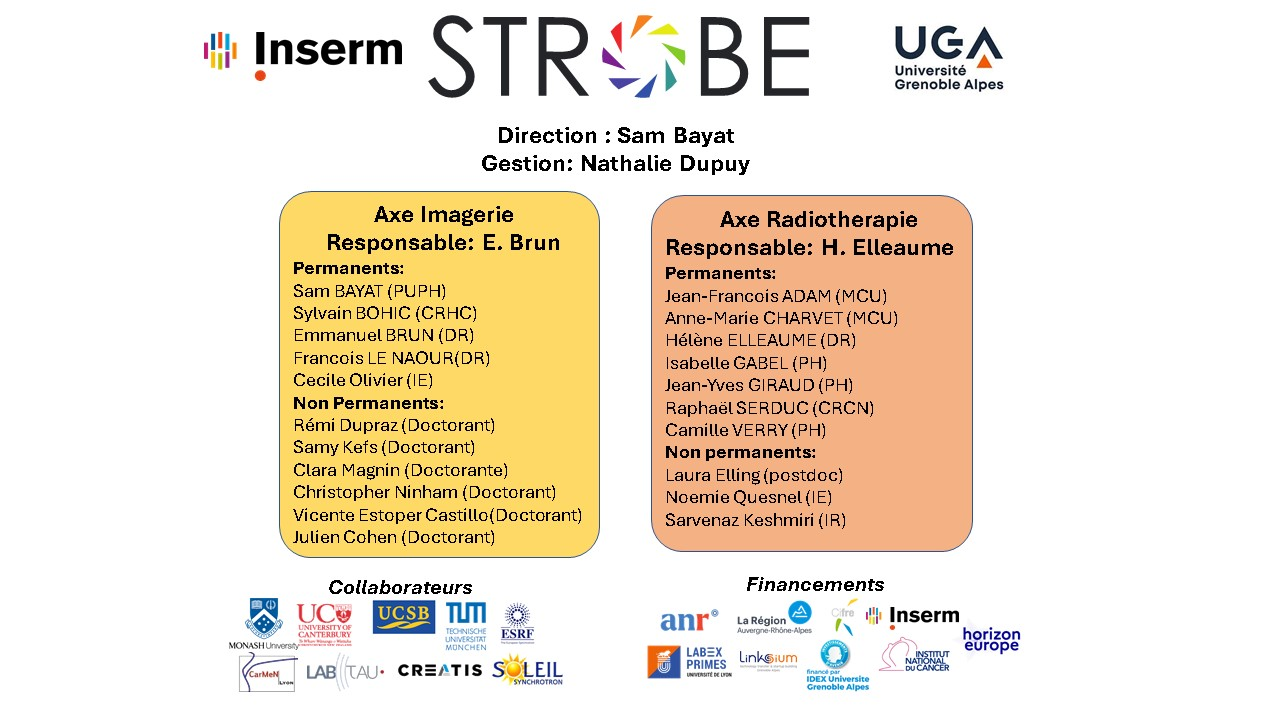 Inserm
STROBE
UGA
Université
Grenoble Alpes
Direction : Sam Bayat
Gestion: Nathalie Dupuy
Axe Imagerie
Responsable: E. Brun
Permanents:
Sam BAYAT (PUPH)
Sylvain BOHIC (CRHC)
Emmanuel BRUN (DR)
Francois LE NAOUR(DR)
Cecile Olivier (IE)
Non Permanents:
Rémi Dupraz (Doctorant)
Samy Kefs (Doctorant)
Clara Magnin (Doctorante)
Christopher Ninham (Doctorant)
Vicente Estoper Castillo(Doctorant)
Julien Cohen (Doctorant)
Axe Radiotherapie
Responsable: H. Elleaume
Permanents:
Jean-Francois ADAM (MCU)
Anne-Marie CHARVET (MCU)
Hélène ELLEAUME (DR)
Isabelle GABEL (PH)
Jean-Yves GIRAUD (PH)
Raphaël SERDUC (CRCN)
Camille VERRY (PH)
Non permanents:
Laura Elling (postdoc)
Noemie Quesnel (IE)
Sarvenaz Keshmiri (IR)
Collaborateurs
MONASH University
UC
UNIVERSITY OF
CANTERBURY
UCSB
TUM
TECHNISCHE
UNIVERSITÄT
MÜNCHEN
ESRF
CarMeN
Lyon
LABTAU
CREATIS
SOLEIL
SYNCHROTRON
Financements
anr
La Région
Auvergne-Rhône-Alpes
Cifre
Inserm
horizon
europe
LABEX
PRIMES
UNIVERSITÉ DE LYON
Linksium
financé par
IDEX Université
Grenoble Alpes
INSTITUT
NATIONAL
DU CANCER